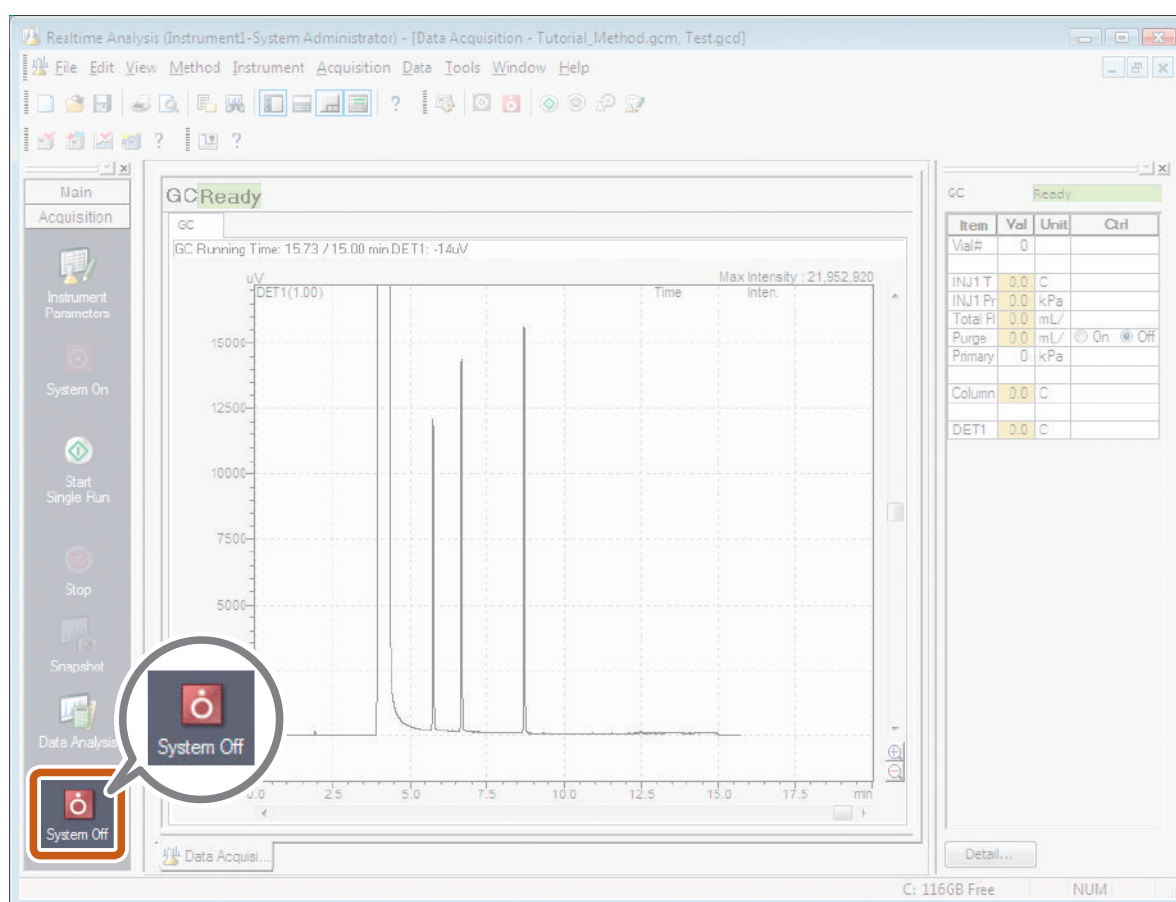 Realtime Analysis (Instrument1-System Administrator) - [Data Acquisition - Tutorial_Method.gcm, Test.gcd]
File Edit View Method Instrument Acquisition Data Tools Window Help
?
? ?
Main
Acquisition
Instrument
Parameters
System On
Start
Single Run
Stop
Snapshot
Data Analysis
System Off
System Off
GC Ready
GC
GC Running Time: 15.73 / 15.00 min DET1: -14uV
uV
Max Intensity : 21,952,920
DET1(1.00) Time Inten.
15000
12500
10000
7500
5000
0.0 2.5 5.0 7.5 10.0 12.5 15.0 17.5 min
Data Acquisi...
GC Ready
Item Val Unit Ctrl
Vial# 0
INJ1 T 0.0 C
INJ1 Pr 0.0 kPa
Total Fl 0.0 mL/
Purge 0.0 mL/ On Off
Primary 0 kPa
Column 0.0 C
DET1 0.0 C
Detail...
C: 116GB Free NUM